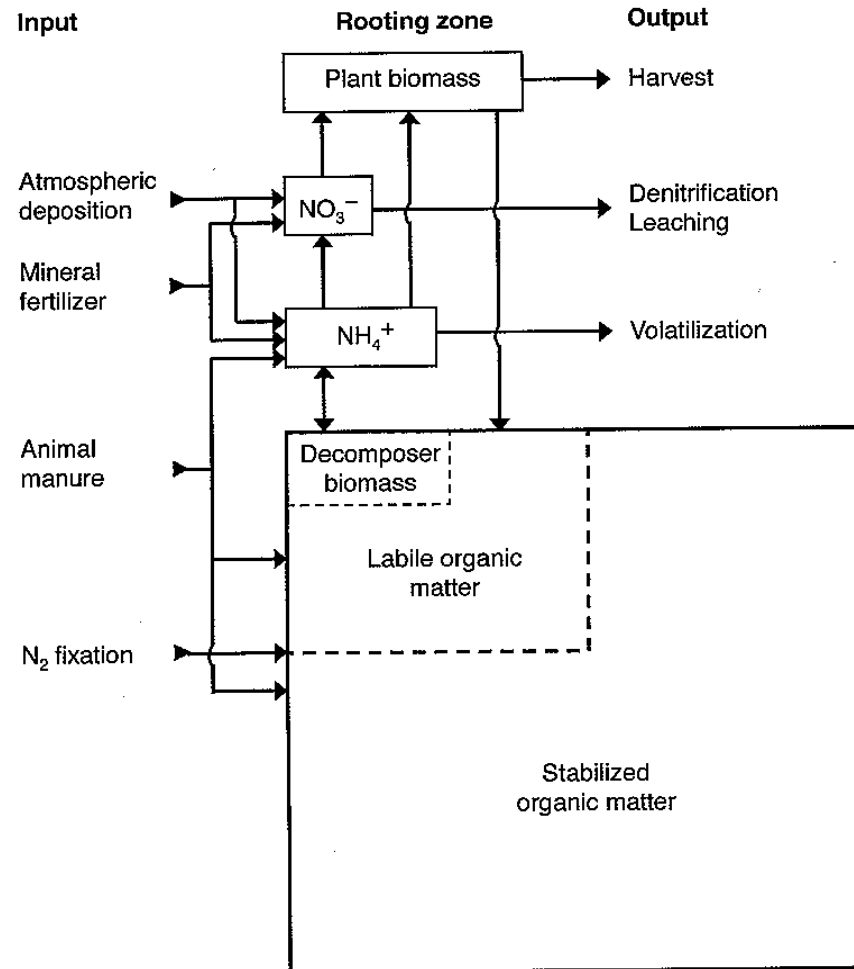 Input
Rooting zone
Output
Plant biomass
Harvest
Atmospheric
deposition
NO₃⁻
Denitrification
Leaching
Mineral
fertilizer
NH₄⁺
Volatilization
Animal
manure
Decomposer
biomass
Labile organic
matter
N₂ fixation
Stabilized
organic matter